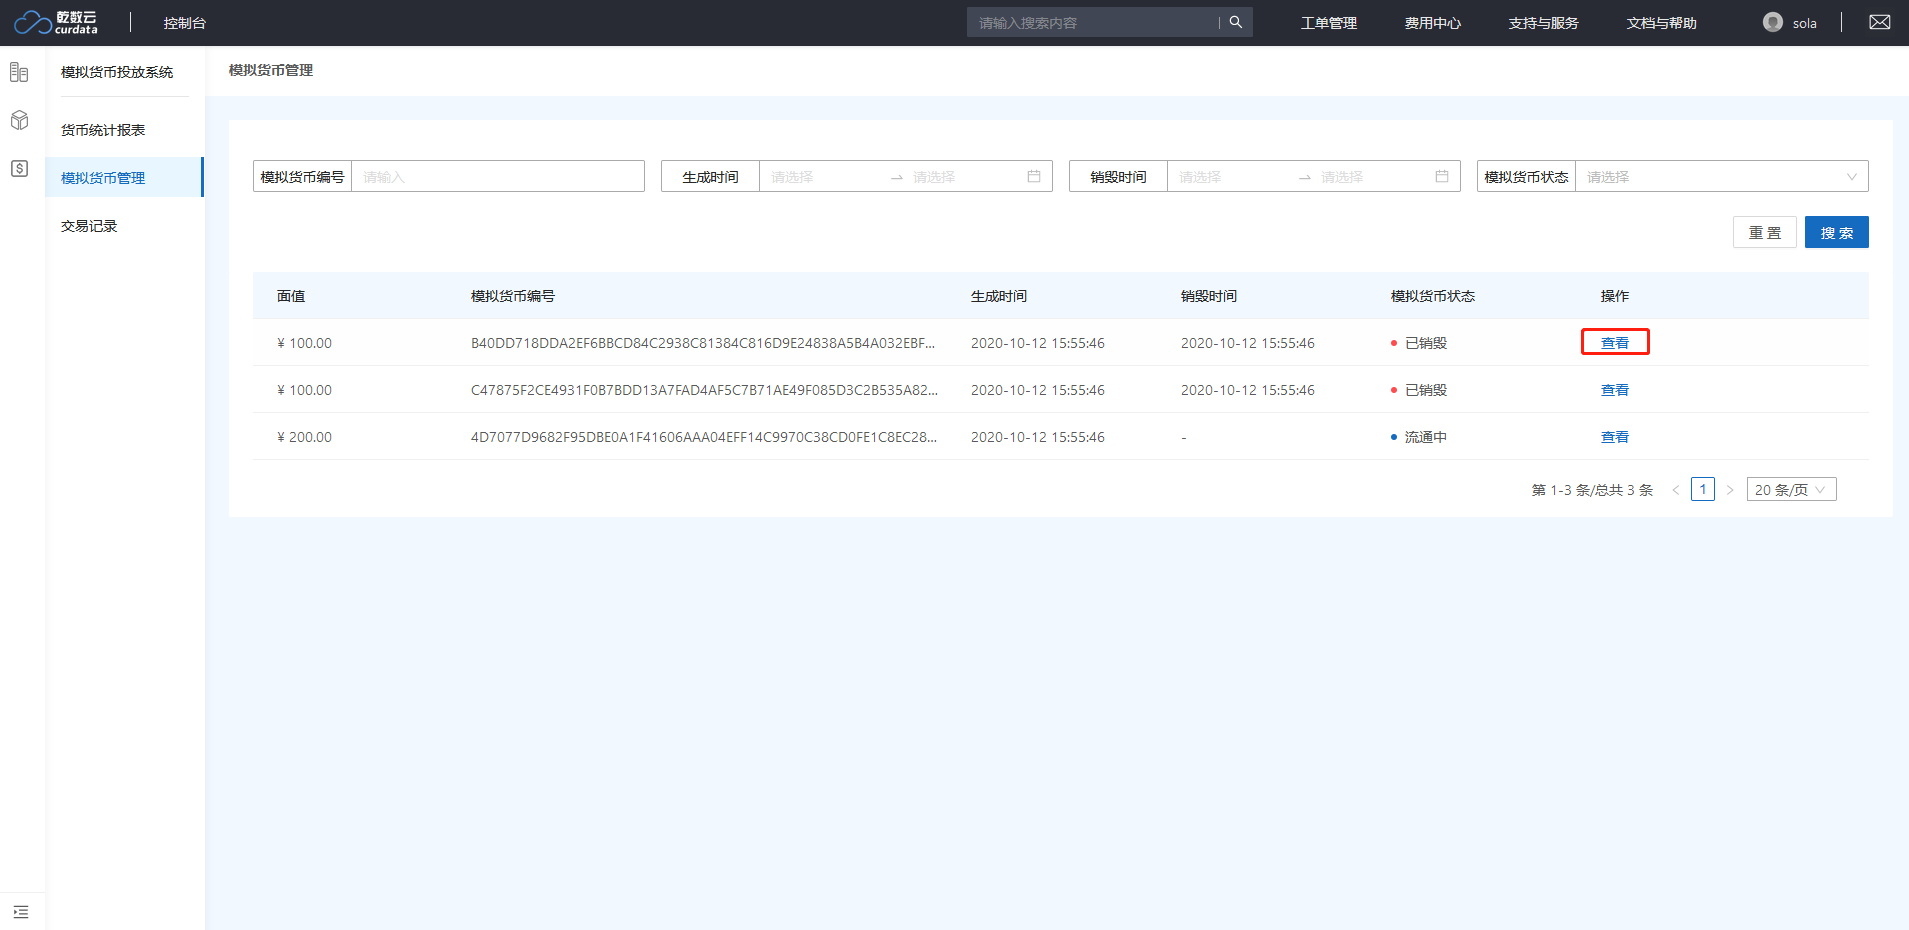 乾数云 curdata 控制台 请输入搜索内容 工单管理 费用中心 支持与服务 文档与帮助 sola
模拟货币投放系统
货币统计报表
模拟货币管理
交易记录
模拟货币管理
模拟货币编号 请输入 生成时间 请选择 → 请选择 销毁时间 请选择 → 请选择 模拟货币状态 请选择
重 置 搜 索
面值 模拟货币编号 生成时间 销毁时间 模拟货币状态 操作
¥ 100.00 B40DD718DDA2EF6BBCD84C2938C81384C816D9E24838A5B4A032EBF... 2020-10-12 15:55:46 2020-10-12 15:55:46 已销毁 查看
¥ 100.00 C47875F2CE4931F0B7BDD13A7FAD4AF5C7B71AE49F085D3C2B535A82... 2020-10-12 15:55:46 2020-10-12 15:55:46 已销毁 查看
¥ 200.00 4D7077D9682F95DBE0A1F41606AAA04EFF14C9970C38CD0FE1C8EC28... 2020-10-12 15:55:46 - 流通中 查看
第 1-3 条/总共 3 条 < 1 > 20 条/页